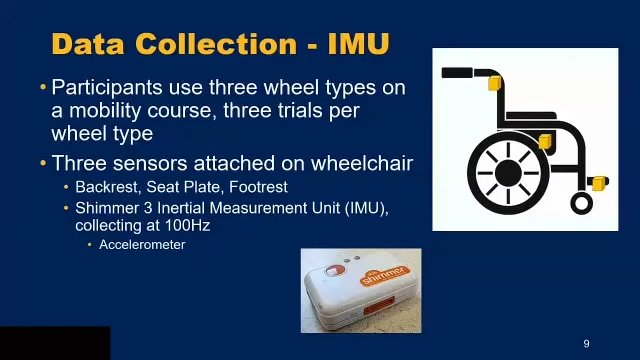 Data Collection - IMU
• Participants use three wheel types on
a mobility course, three trials per
wheel type
• Three sensors attached on wheelchair
• Backrest, Seat Plate, Footrest
• Shimmer 3 Inertial Measurement Unit (IMU),
collecting at 100Hz
• Accelerometer
shimmer
9